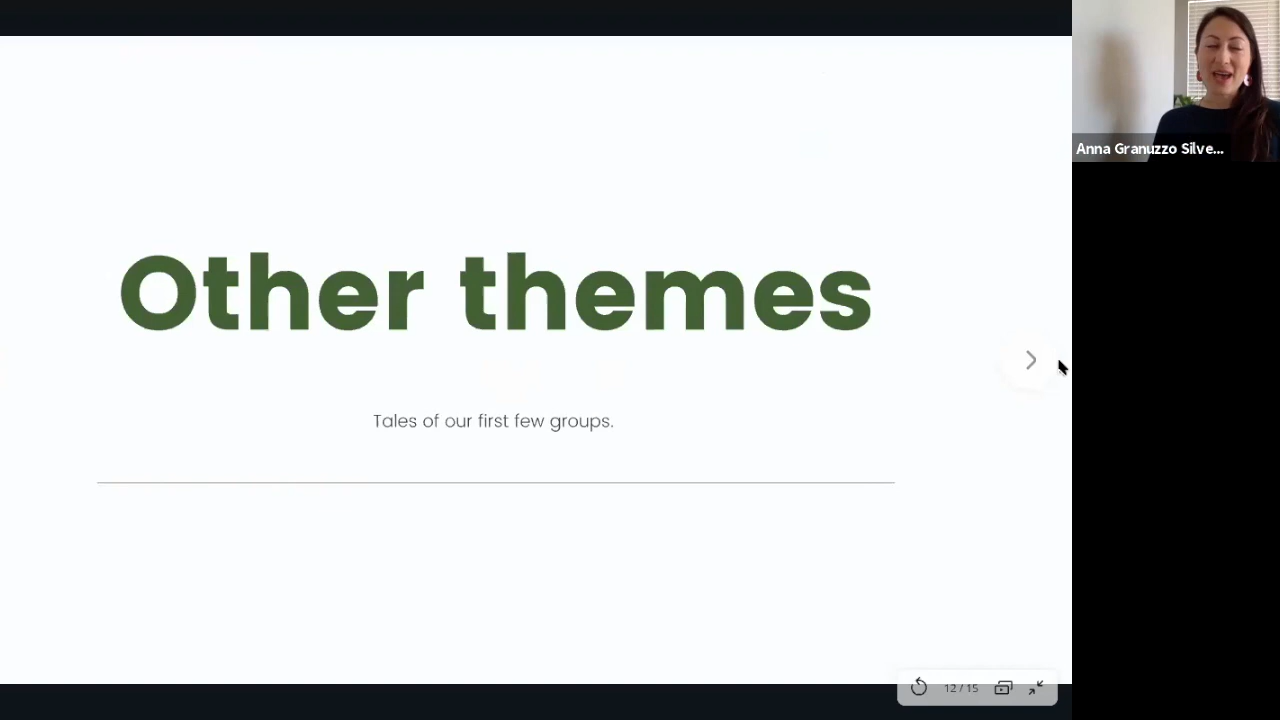 Other themes
Tales of our first few groups.
Anna Granuzzo Silve...
12 / 15